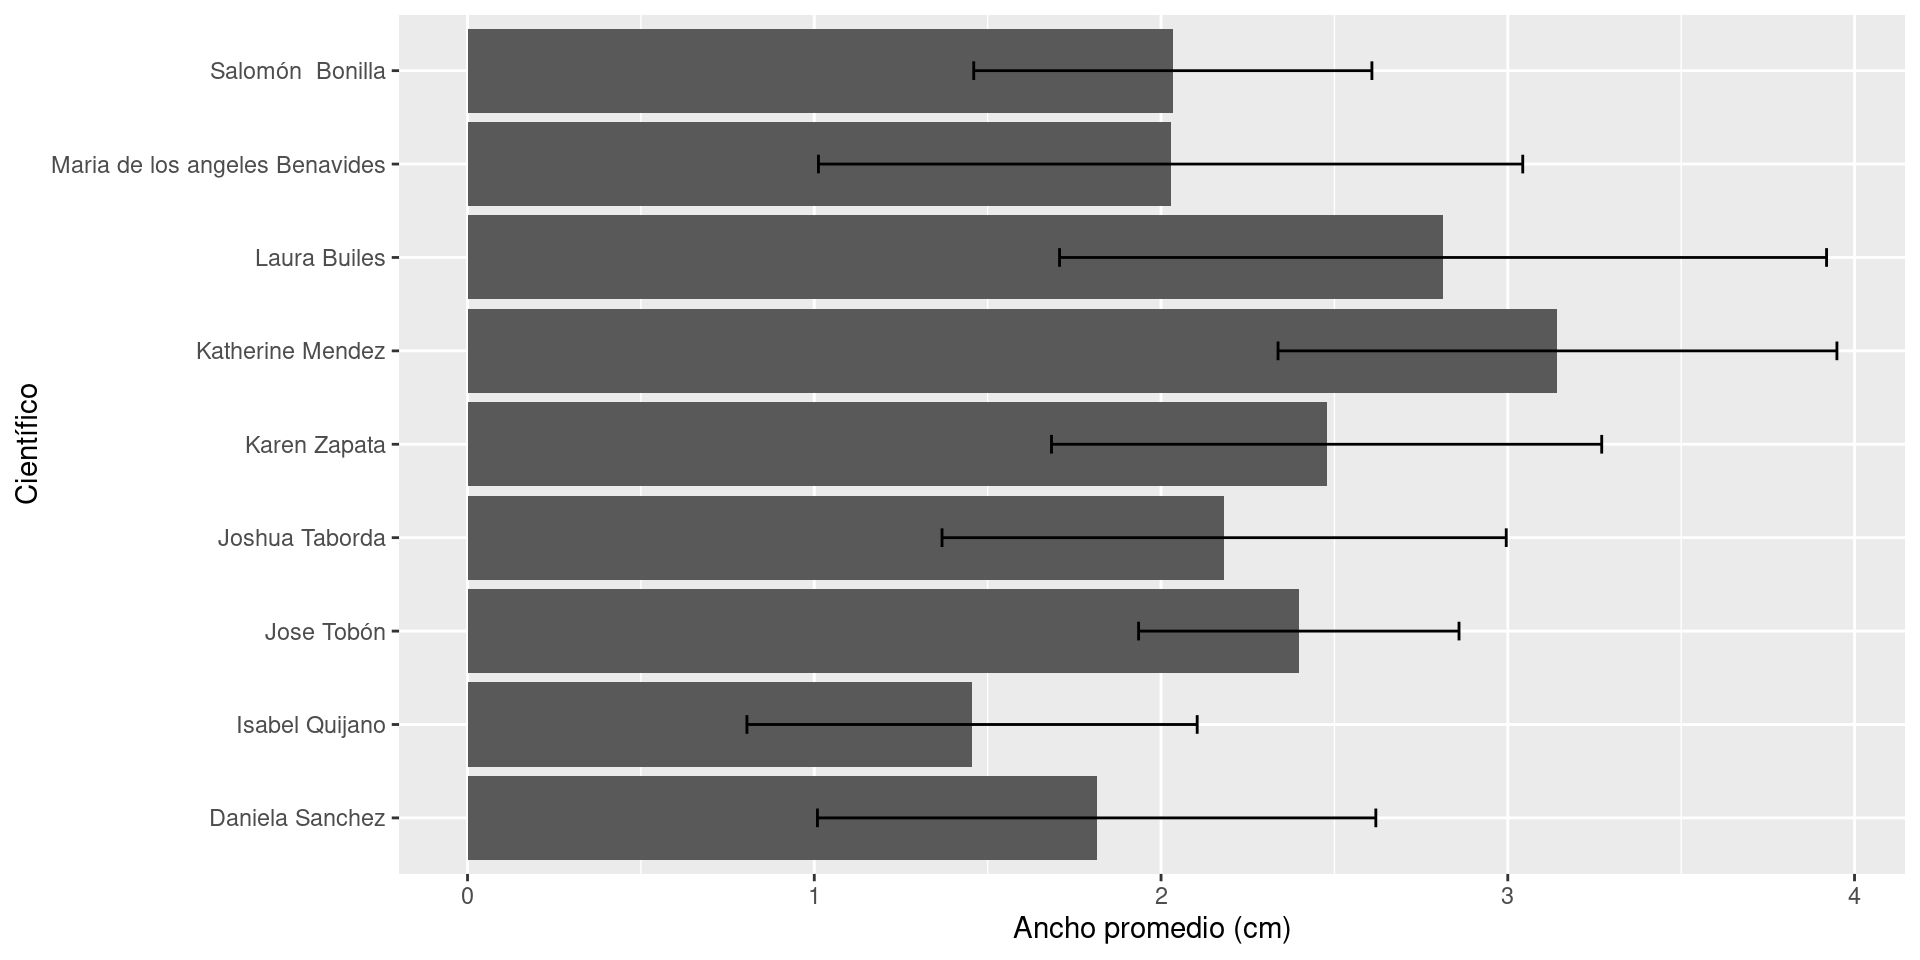 Científico
Salomón  Bonilla
Maria de los angeles Benavides
Laura Builes
Katherine Mendez
Karen Zapata
Joshua Taborda
Jose Tobón
Isabel Quijano
Daniela Sanchez
0 1 2 3 4
Ancho promedio (cm)